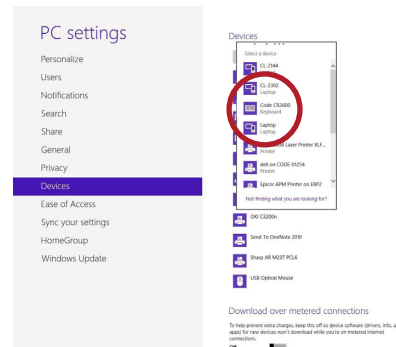 PC settings
Personalize
Users
Notifications
Search
Share
General
Privacy
Devices
Ease of Access
Sync your settings
HomeGroup
Windows Update
Devices
Select a device
CL-2144
CL-2382
Laptop
Code CR2600
Keyboard
Laptop
Laptop
Laser Printer XLF...
Printer
dell on CODE-01254
Printer
Epicor APM Printer on ERP2
Not finding what you are looking for?
OKI C3200n
Send To OneNote 2010
Sharp AR M237 PCL6
USB Optical Mouse
Download over metered connections
To help prevent extra charges, keep this off so device software (drivers, info, a
apps) for new devices won't download while you're on metered Internet
connections.
Off